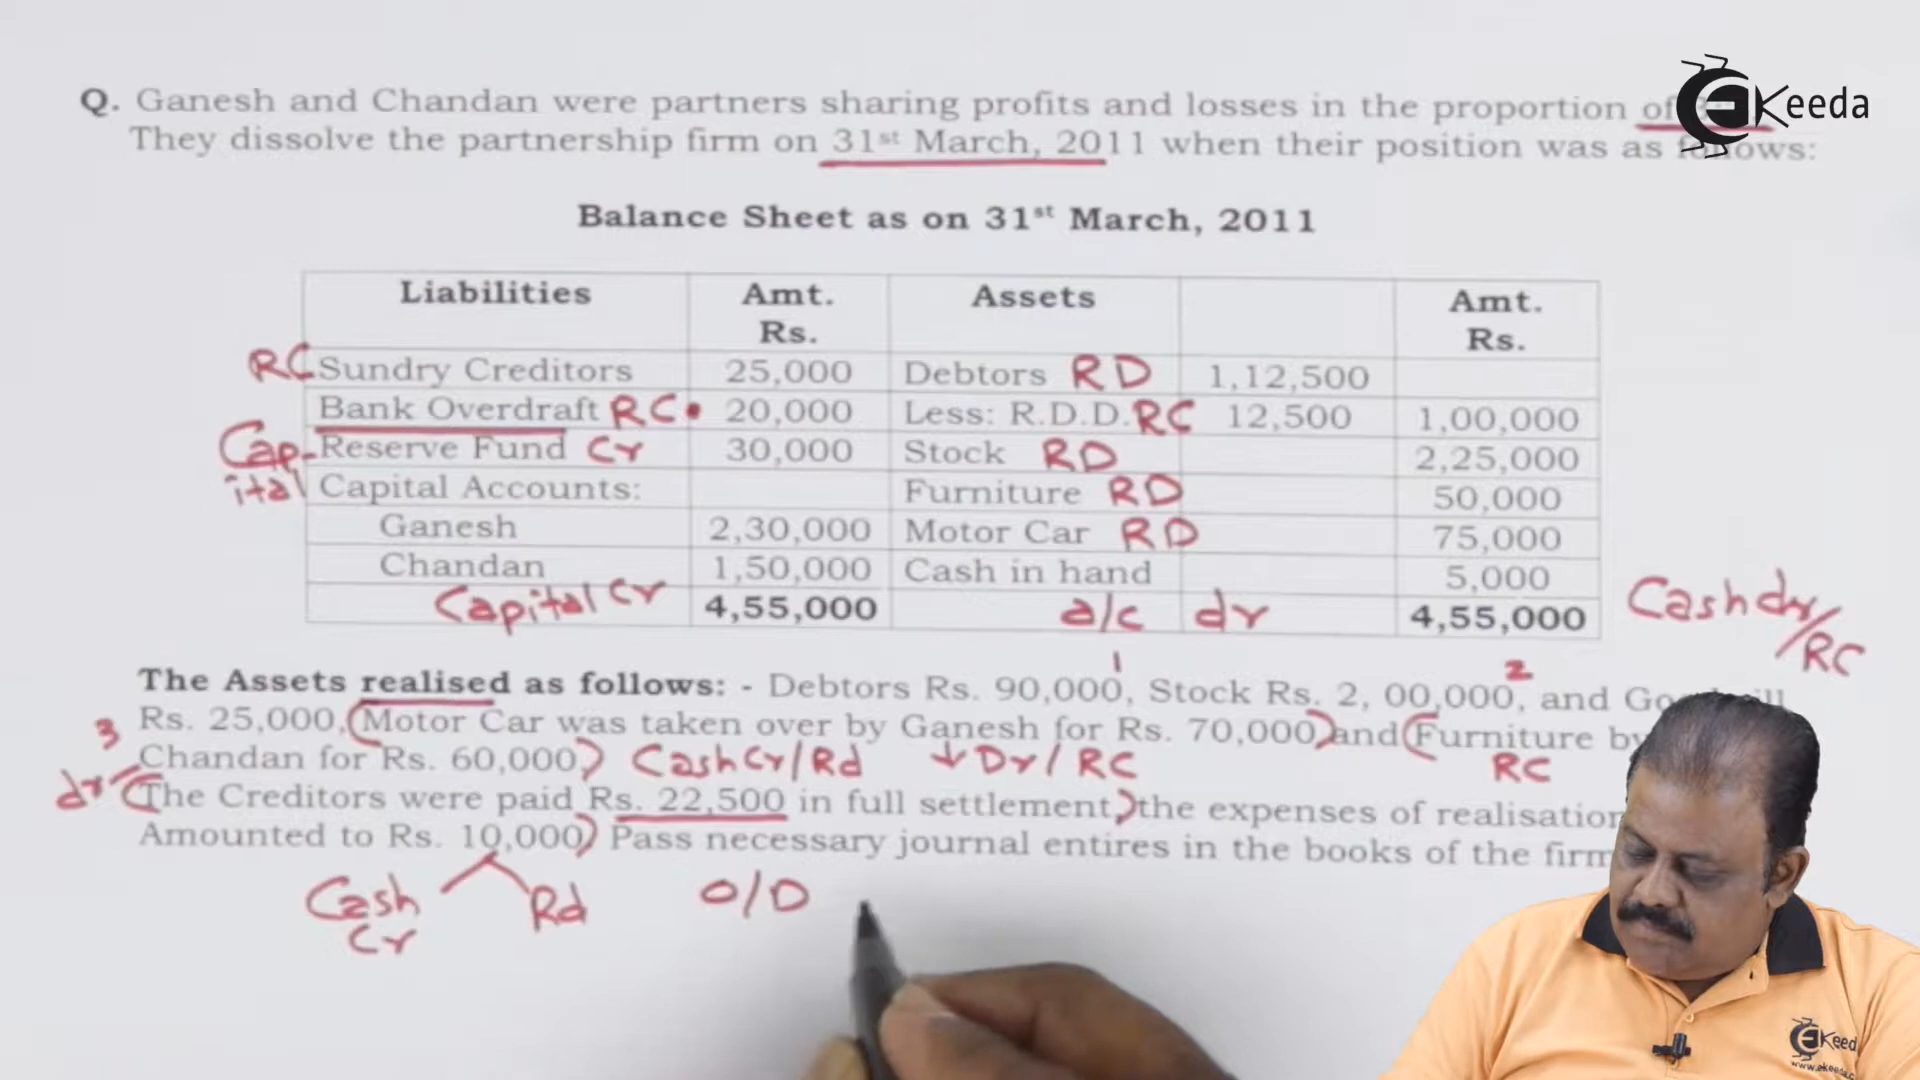 Keeda
Q. Ganesh and Chandan were partners sharing profits and losses in the proportion of
They dissolve the partnership firm on 31st March, 2011 when their position was as follows:
Balance Sheet as on 31st March, 2011
Liabilities Amt. Rs. Assets Amt. Rs.
RC Sundry Creditors 25,000 Debtors RD 1,12,500
Bank Overdraft RC 20,000 Less: R.D.D. RC 12,500 1,00,000
Cap- Reserve Fund Cr 30,000 Stock RD 2,25,000
ital Capital Accounts: Furniture RD 50,000
Ganesh 2,30,000 Motor Car RD 75,000
Chandan 1,50,000 Cash in hand 5,000
Capital Cr 4,55,000 a/c dr 4,55,000 Cash dr/RC
1 2
The Assets realised as follows: - Debtors Rs. 90,000, Stock Rs. 2, 00,000, and
3 Rs. 25,000, (Motor Car was taken over by Ganesh for Rs. 70,000) and (Furniture by
Chandan for Rs. 60,000) Cash Cr/Rd ↓ Dr/RC RC
dr (The Creditors were paid Rs. 22,500 in full settlement,) the expenses of realisation
Amounted to Rs. 10,000) Pass necessary journal entires in the books of the firm
Cash Rd O/D
Cr
Keeda